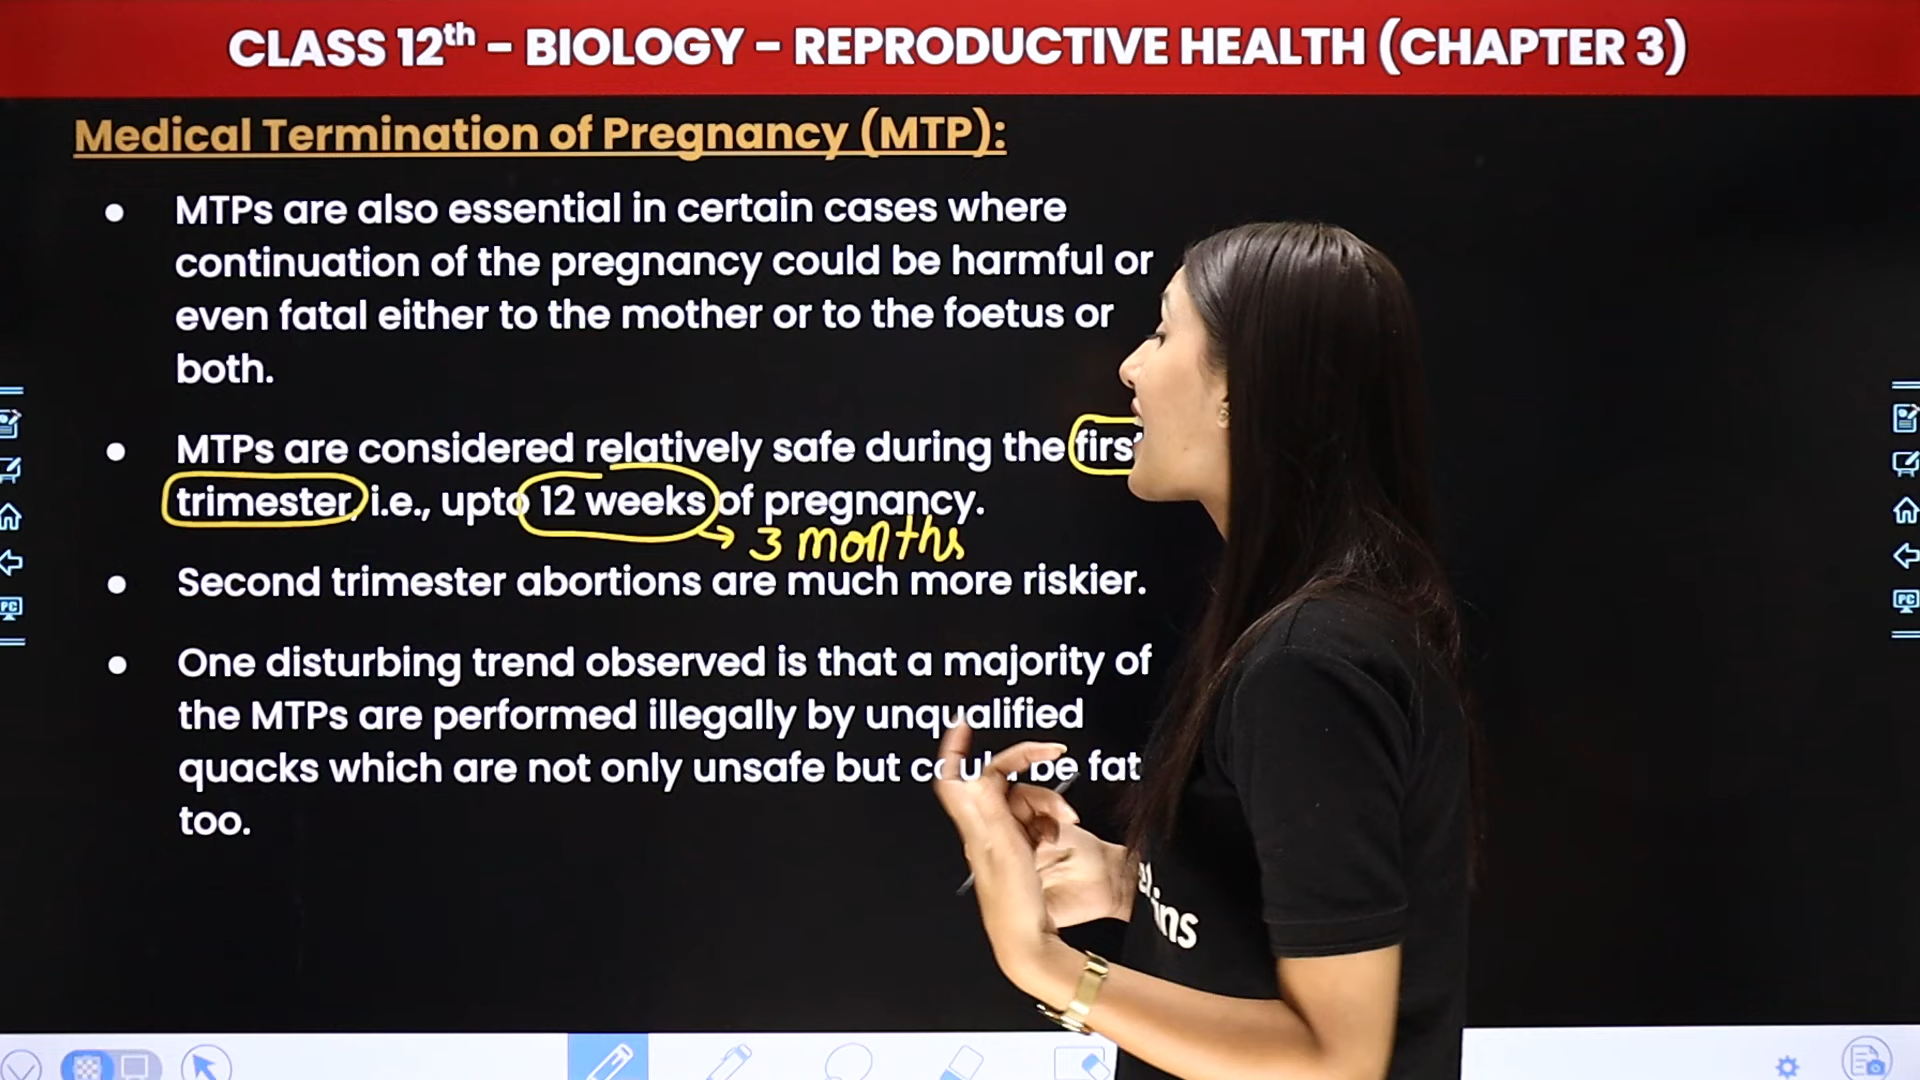 CLASS 12th - BIOLOGY - REPRODUCTIVE HEALTH (CHAPTER 3)
Medical Termination of Pregnancy (MTP):
● MTPs are also essential in certain cases where
continuation of the pregnancy could be harmful or
even fatal either to the mother or to the foetus or
both.
● MTPs are considered relatively safe during the
trimester, i.e., upto 12 weeks of pregnancy.
→ 3 months
● Second trimester abortions are much more riskier.
● One disturbing trend observed is that a majority of
the MTPs are performed illegally by unqualified
quacks which are not only unsafe but could be
too.
PC
PC